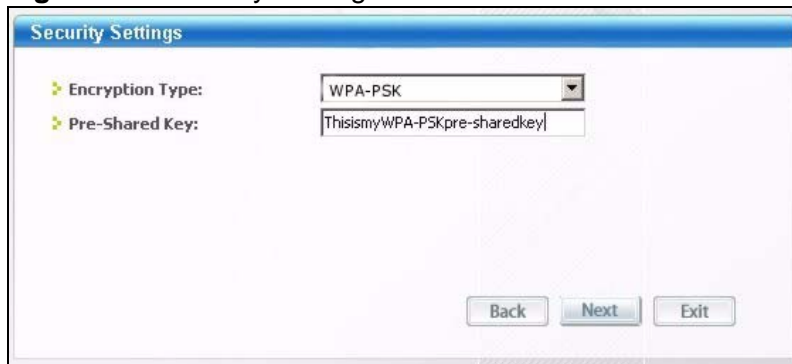 Security Settings
Encryption Type: WPA-PSK
Pre-Shared Key: ThisismyWPA-PSKpre-sharedkey
Back Next Exit